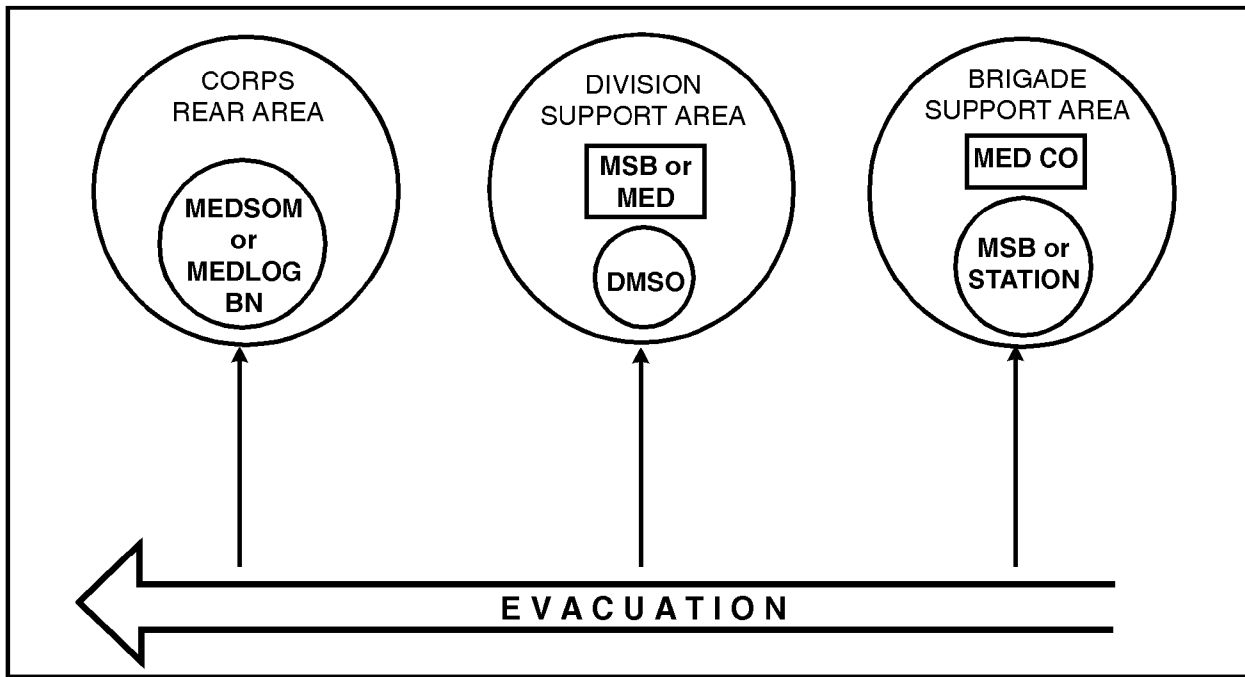 CORPS
REAR AREA
MEDSOM
or
MEDLOG
BN
DIVISION
SUPPORT AREA
MSB or
MED
DMSO
BRIGADE
SUPPORT AREA
MED CO
MSB or
STATION
EVACUATION